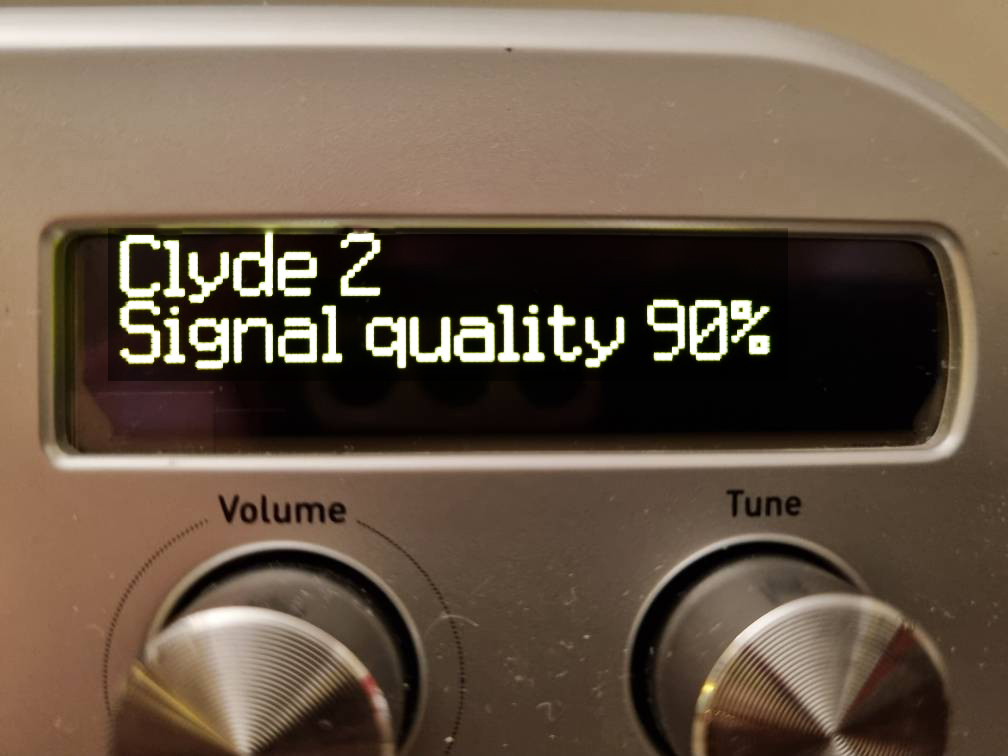 Clyde 2
Signal quality 90%
Volume
Tune